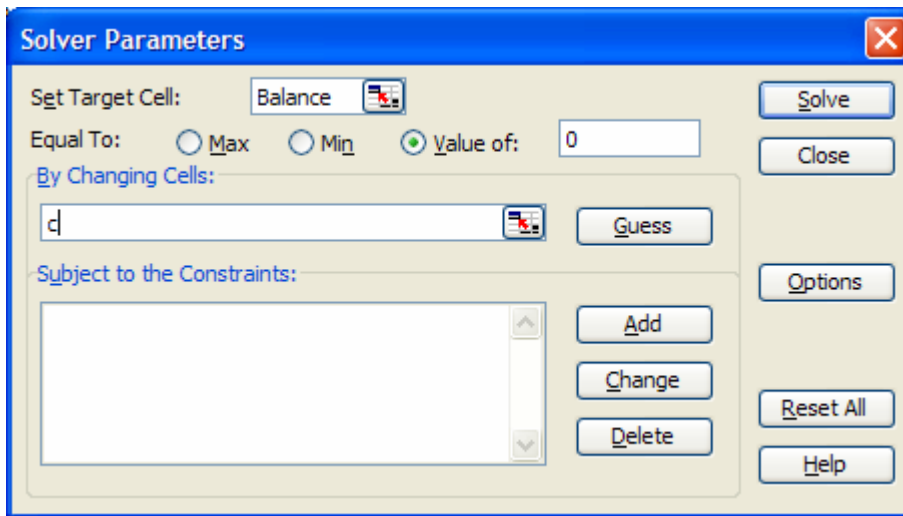 Solver Parameters
Set Target Cell: Balance Solve
Equal To: Max Min Value of: 0 Close
By Changing Cells:
c Guess
Subject to the Constraints: Options
Add
Change
Reset All
Delete
Help